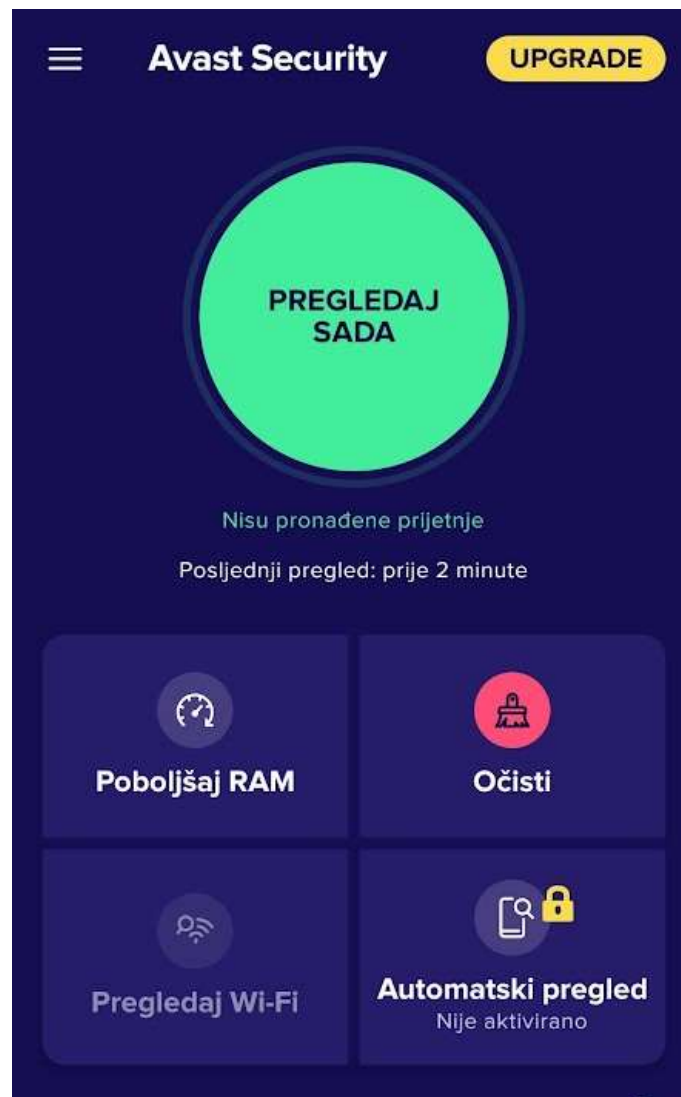 Avast Security
UPGRADE
PREGLEDAJ
SADA
Nisu pronađene prijetnje
Posljednji pregled: prije 2 minute
Poboljšaj RAM
Očisti
Pregledaj Wi-Fi
Automatski pregled
Nije aktivirano